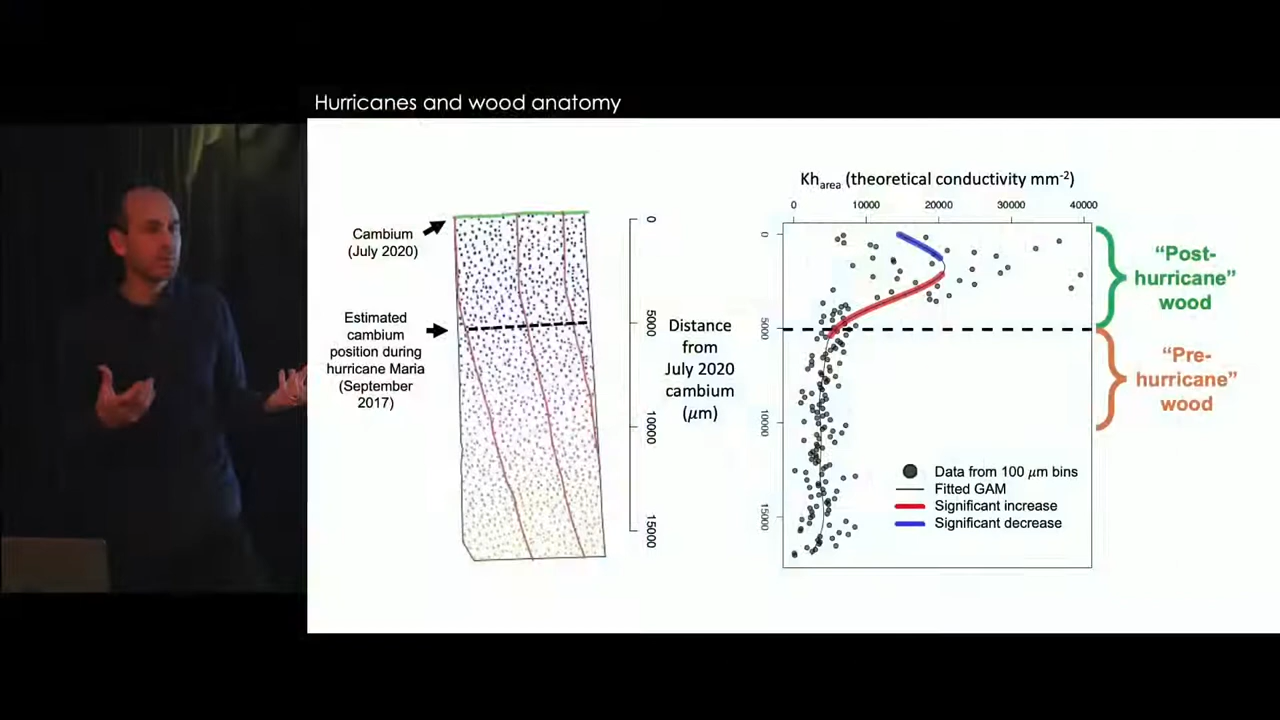 Hurricanes and wood anatomy
Cambium
(July 2020)
Estimated
cambium
position during
hurricane Maria
(September
2017)
0
5000
10000
15000
Distance
from
July 2020
cambium
(μm)
Kh_area (theoretical conductivity mm⁻²)
0 10000 20000 30000 40000
0
5000
10000
15000
Data from 100 μm bins
Fitted GAM
Significant increase
Significant decrease
“Post-
hurricane”
wood
“Pre-
hurricane”
wood